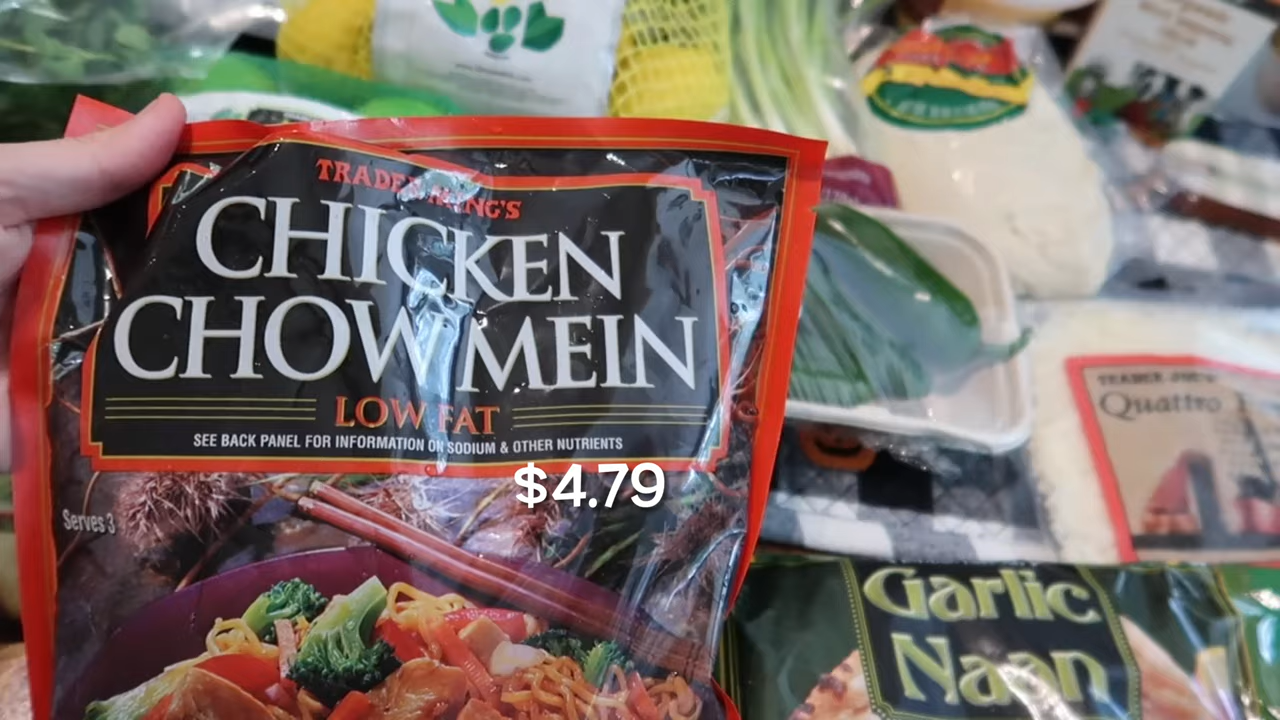 TRADER MING'S
CHICKEN
CHOW MEIN
LOW FAT
SEE BACK PANEL FOR INFORMATION ON SODIUM & OTHER NUTRIENTS
$4.79
Serves 3
TRADER JOE'S
Quattro
Garlic
Naan